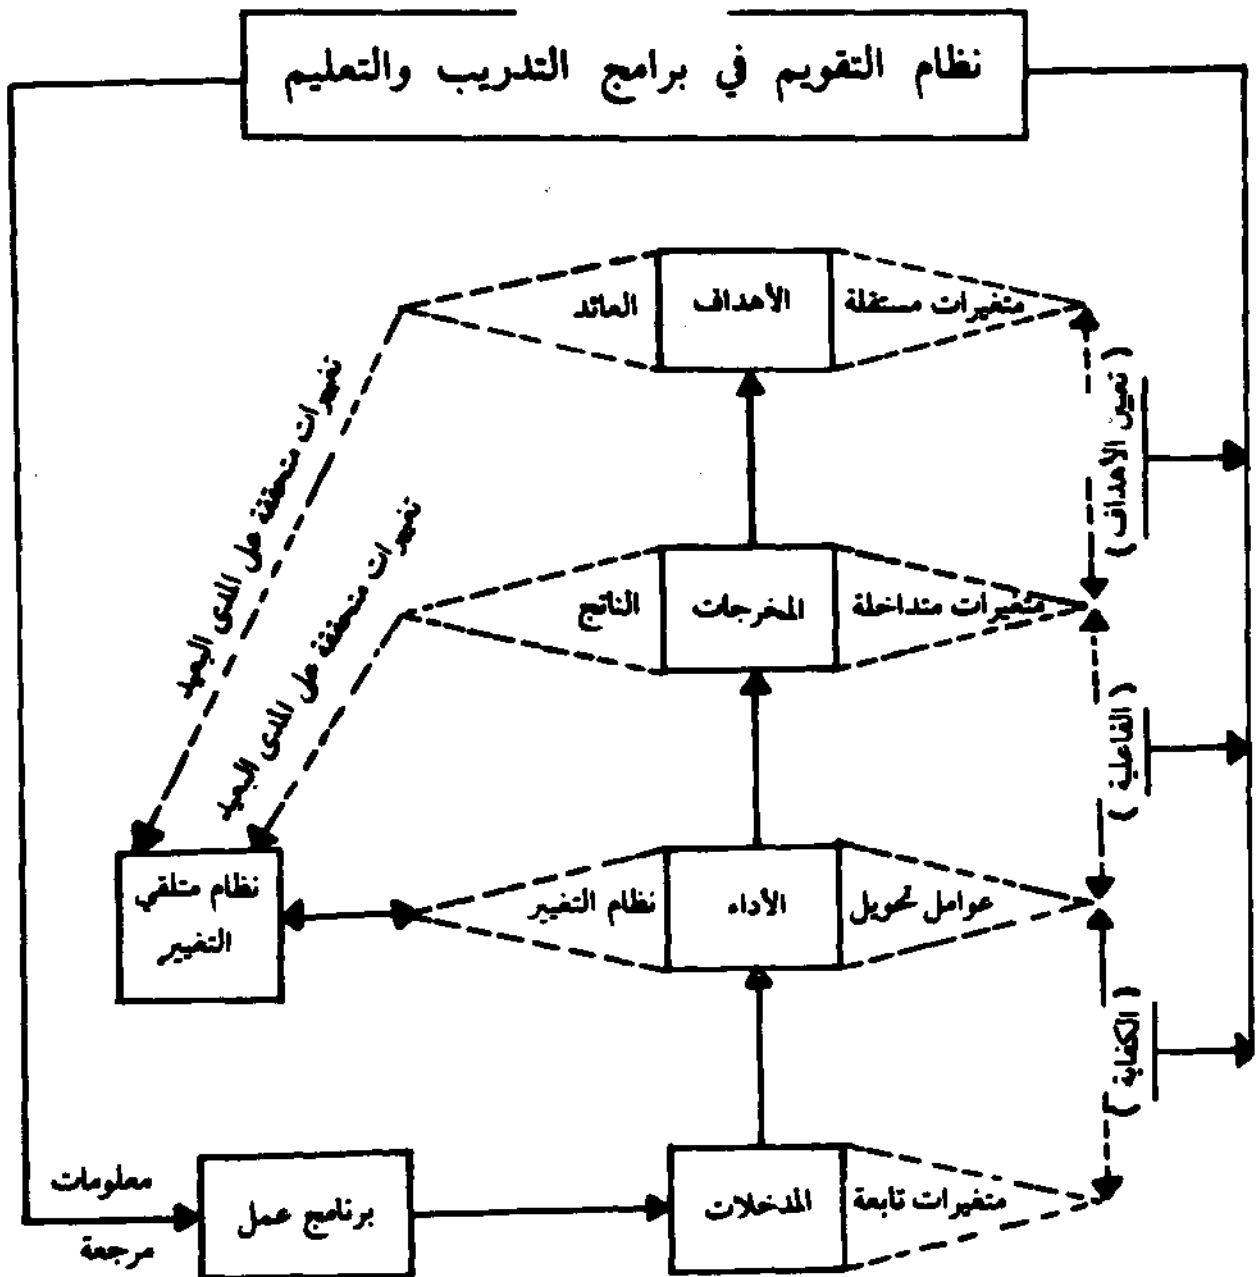 نظام التقويم في برامج التدريب والتعليم
متغيرات مستقلة
الأهداف
العائد
( تعيين الأهداف )
تغيرات متحققة على المدى البعيد
متغيرات متداخلة
المخرجات
الناتج
تغيرات متحققة على المدى البعيد
( الفاعلية )
عوامل تحويل
الأداء
نظام التغيير
نظام متلقي
التغيير
( الكفاية )
متغيرات تابعة
المدخلات
برنامج عمل
معلومات
مرجعة